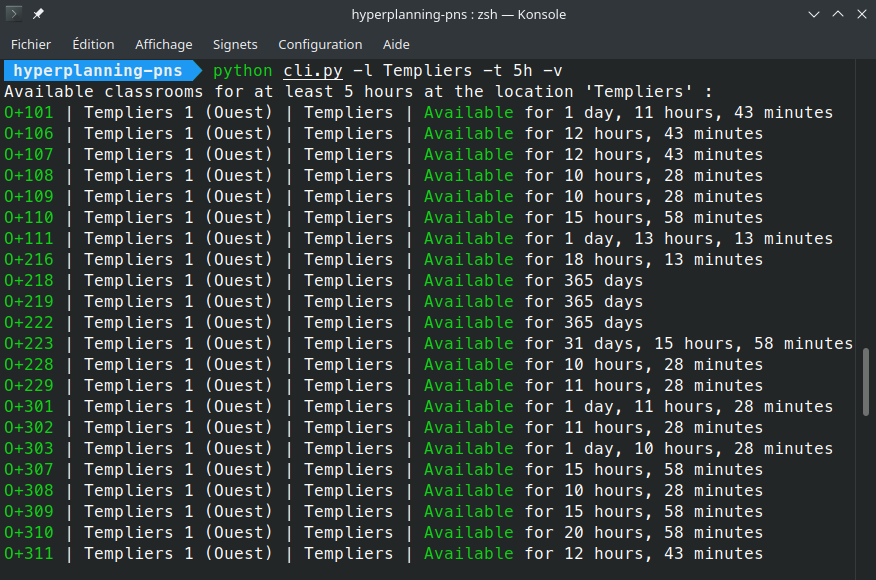 hyperplanning-pns : zsh — Konsole
Fichier Édition Affichage Signets Configuration Aide
hyperplanning-pns python cli.py -l Templiers -t 5h -v
Available classrooms for at least 5 hours at the location 'Templiers' :
O+101 | Templiers 1 (Ouest) | Templiers | Available for 1 day, 11 hours, 43 minutes
O+106 | Templiers 1 (Ouest) | Templiers | Available for 12 hours, 43 minutes
O+107 | Templiers 1 (Ouest) | Templiers | Available for 12 hours, 43 minutes
O+108 | Templiers 1 (Ouest) | Templiers | Available for 10 hours, 28 minutes
O+109 | Templiers 1 (Ouest) | Templiers | Available for 10 hours, 28 minutes
O+110 | Templiers 1 (Ouest) | Templiers | Available for 15 hours, 58 minutes
O+111 | Templiers 1 (Ouest) | Templiers | Available for 1 day, 13 hours, 13 minutes
O+216 | Templiers 1 (Ouest) | Templiers | Available for 18 hours, 13 minutes
O+218 | Templiers 1 (Ouest) | Templiers | Available for 365 days
O+219 | Templiers 1 (Ouest) | Templiers | Available for 365 days
O+222 | Templiers 1 (Ouest) | Templiers | Available for 365 days
O+223 | Templiers 1 (Ouest) | Templiers | Available for 31 days, 15 hours, 58 minutes
O+228 | Templiers 1 (Ouest) | Templiers | Available for 10 hours, 28 minutes
O+229 | Templiers 1 (Ouest) | Templiers | Available for 11 hours, 28 minutes
O+301 | Templiers 1 (Ouest) | Templiers | Available for 1 day, 11 hours, 28 minutes
O+302 | Templiers 1 (Ouest) | Templiers | Available for 11 hours, 28 minutes
O+303 | Templiers 1 (Ouest) | Templiers | Available for 1 day, 10 hours, 28 minutes
O+307 | Templiers 1 (Ouest) | Templiers | Available for 15 hours, 58 minutes
O+308 | Templiers 1 (Ouest) | Templiers | Available for 10 hours, 28 minutes
O+309 | Templiers 1 (Ouest) | Templiers | Available for 15 hours, 58 minutes
O+310 | Templiers 1 (Ouest) | Templiers | Available for 20 hours, 58 minutes
O+311 | Templiers 1 (Ouest) | Templiers | Available for 12 hours, 43 minutes